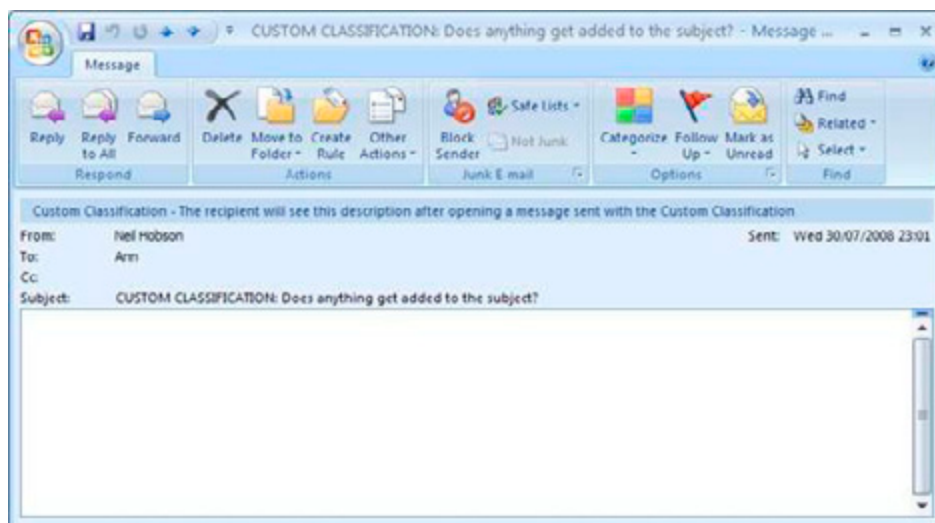 CUSTOM CLASSIFICATION: Does anything get added to the subject? - Message ...
Message
Reply Reply to All Forward
Respond
Delete Move to Folder Create Rule Other Actions
Actions
Block Sender Safe Lists Not Junk
Junk E-mail
Categorize Follow Up Mark as Unread
Options
Find Related Select
Find
Custom Classification - The recipient will see this description after opening a message sent with the Custom Classification
From: Neil Hobson Sent: Wed 30/07/2008 23:01
To:
Cc:
Subject: CUSTOM CLASSIFICATION: Does anything get added to the subject?